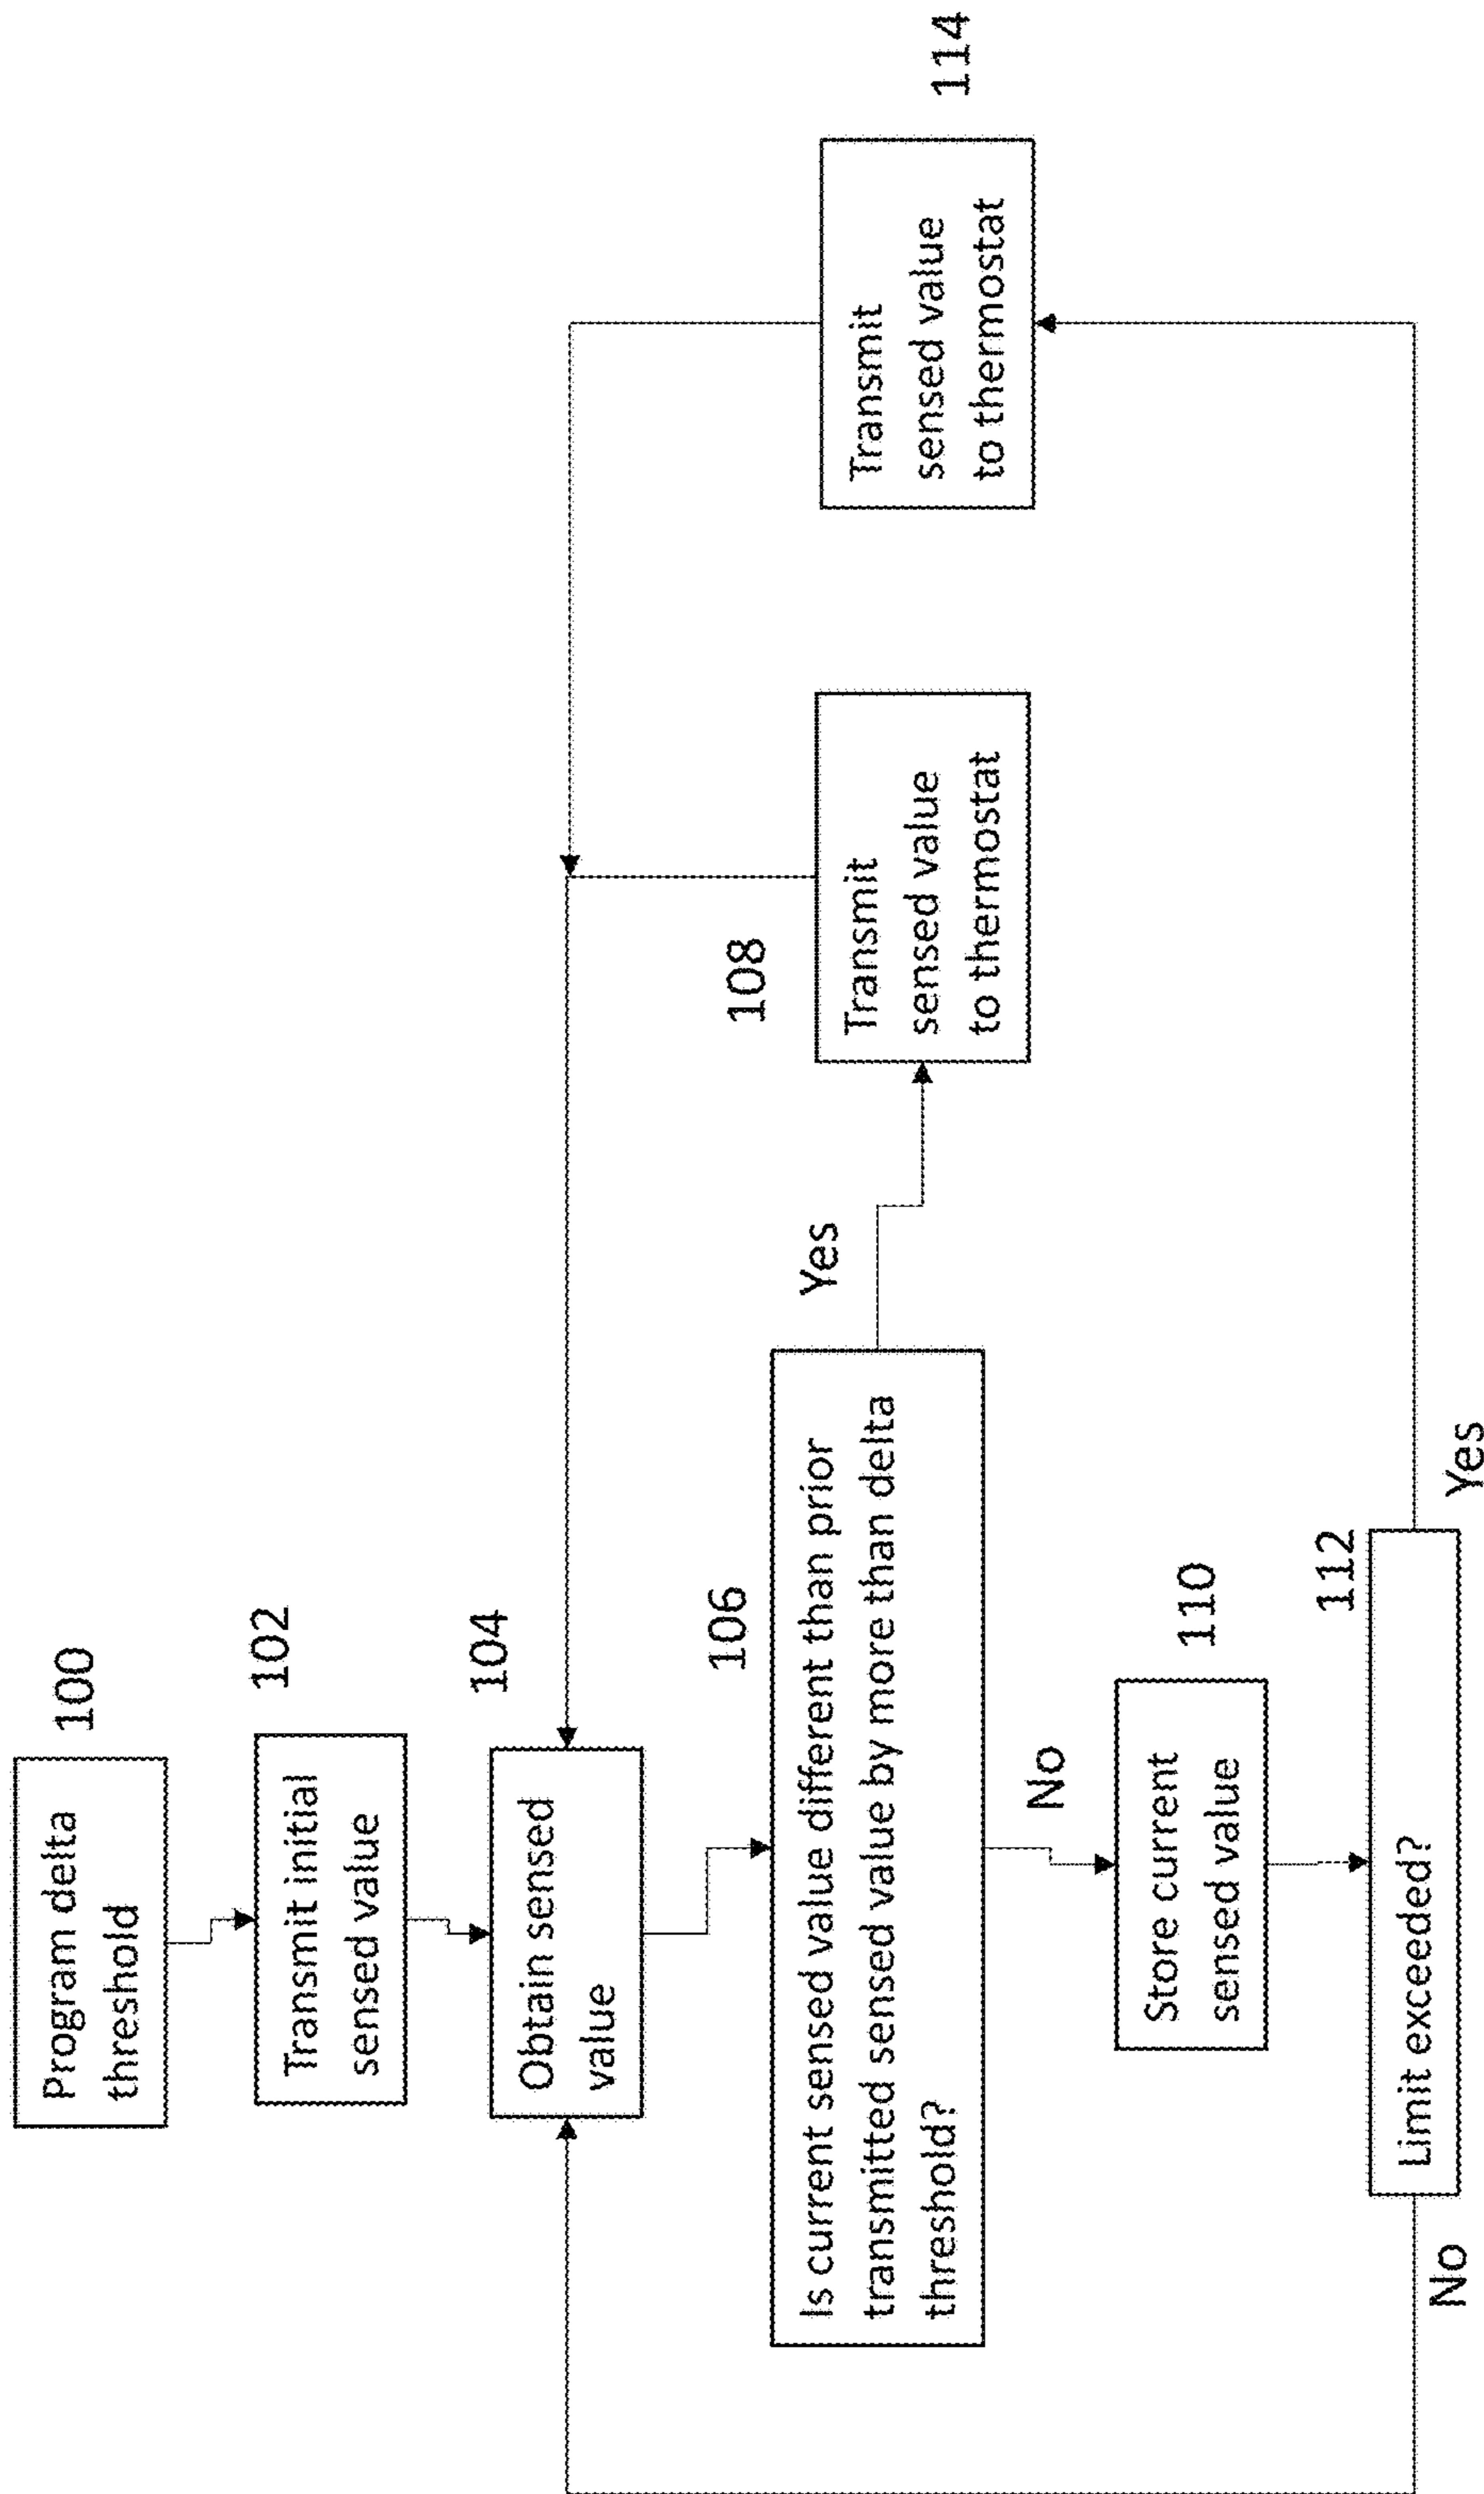 Program delta
threshold
100
Transmit initial
sensed value
102
Obtain sensed
value
104
106
Is current sensed value different than prior
transmitted sensed value by more than delta
threshold?
Yes
108
Transmit
sensed value
to thermostat
114
Transmit
sensed value
to thermostat
No
Store current
sensed value
110
112
Limit exceeded?
No
Yes